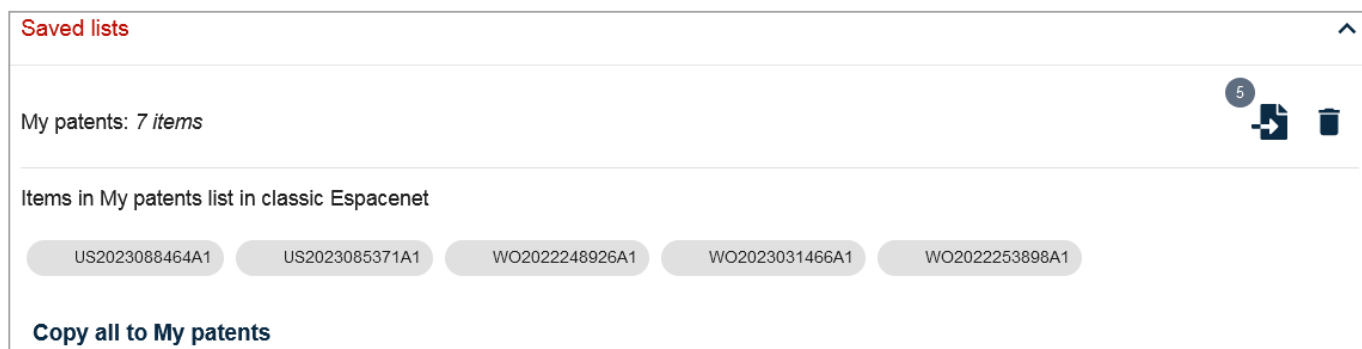 Saved lists
5
My patents: 7 items
Items in My patents list in classic Espacenet
US2023088464A1 US2023085371A1 WO2022248926A1 WO2023031466A1 WO2022253898A1
Copy all to My patents